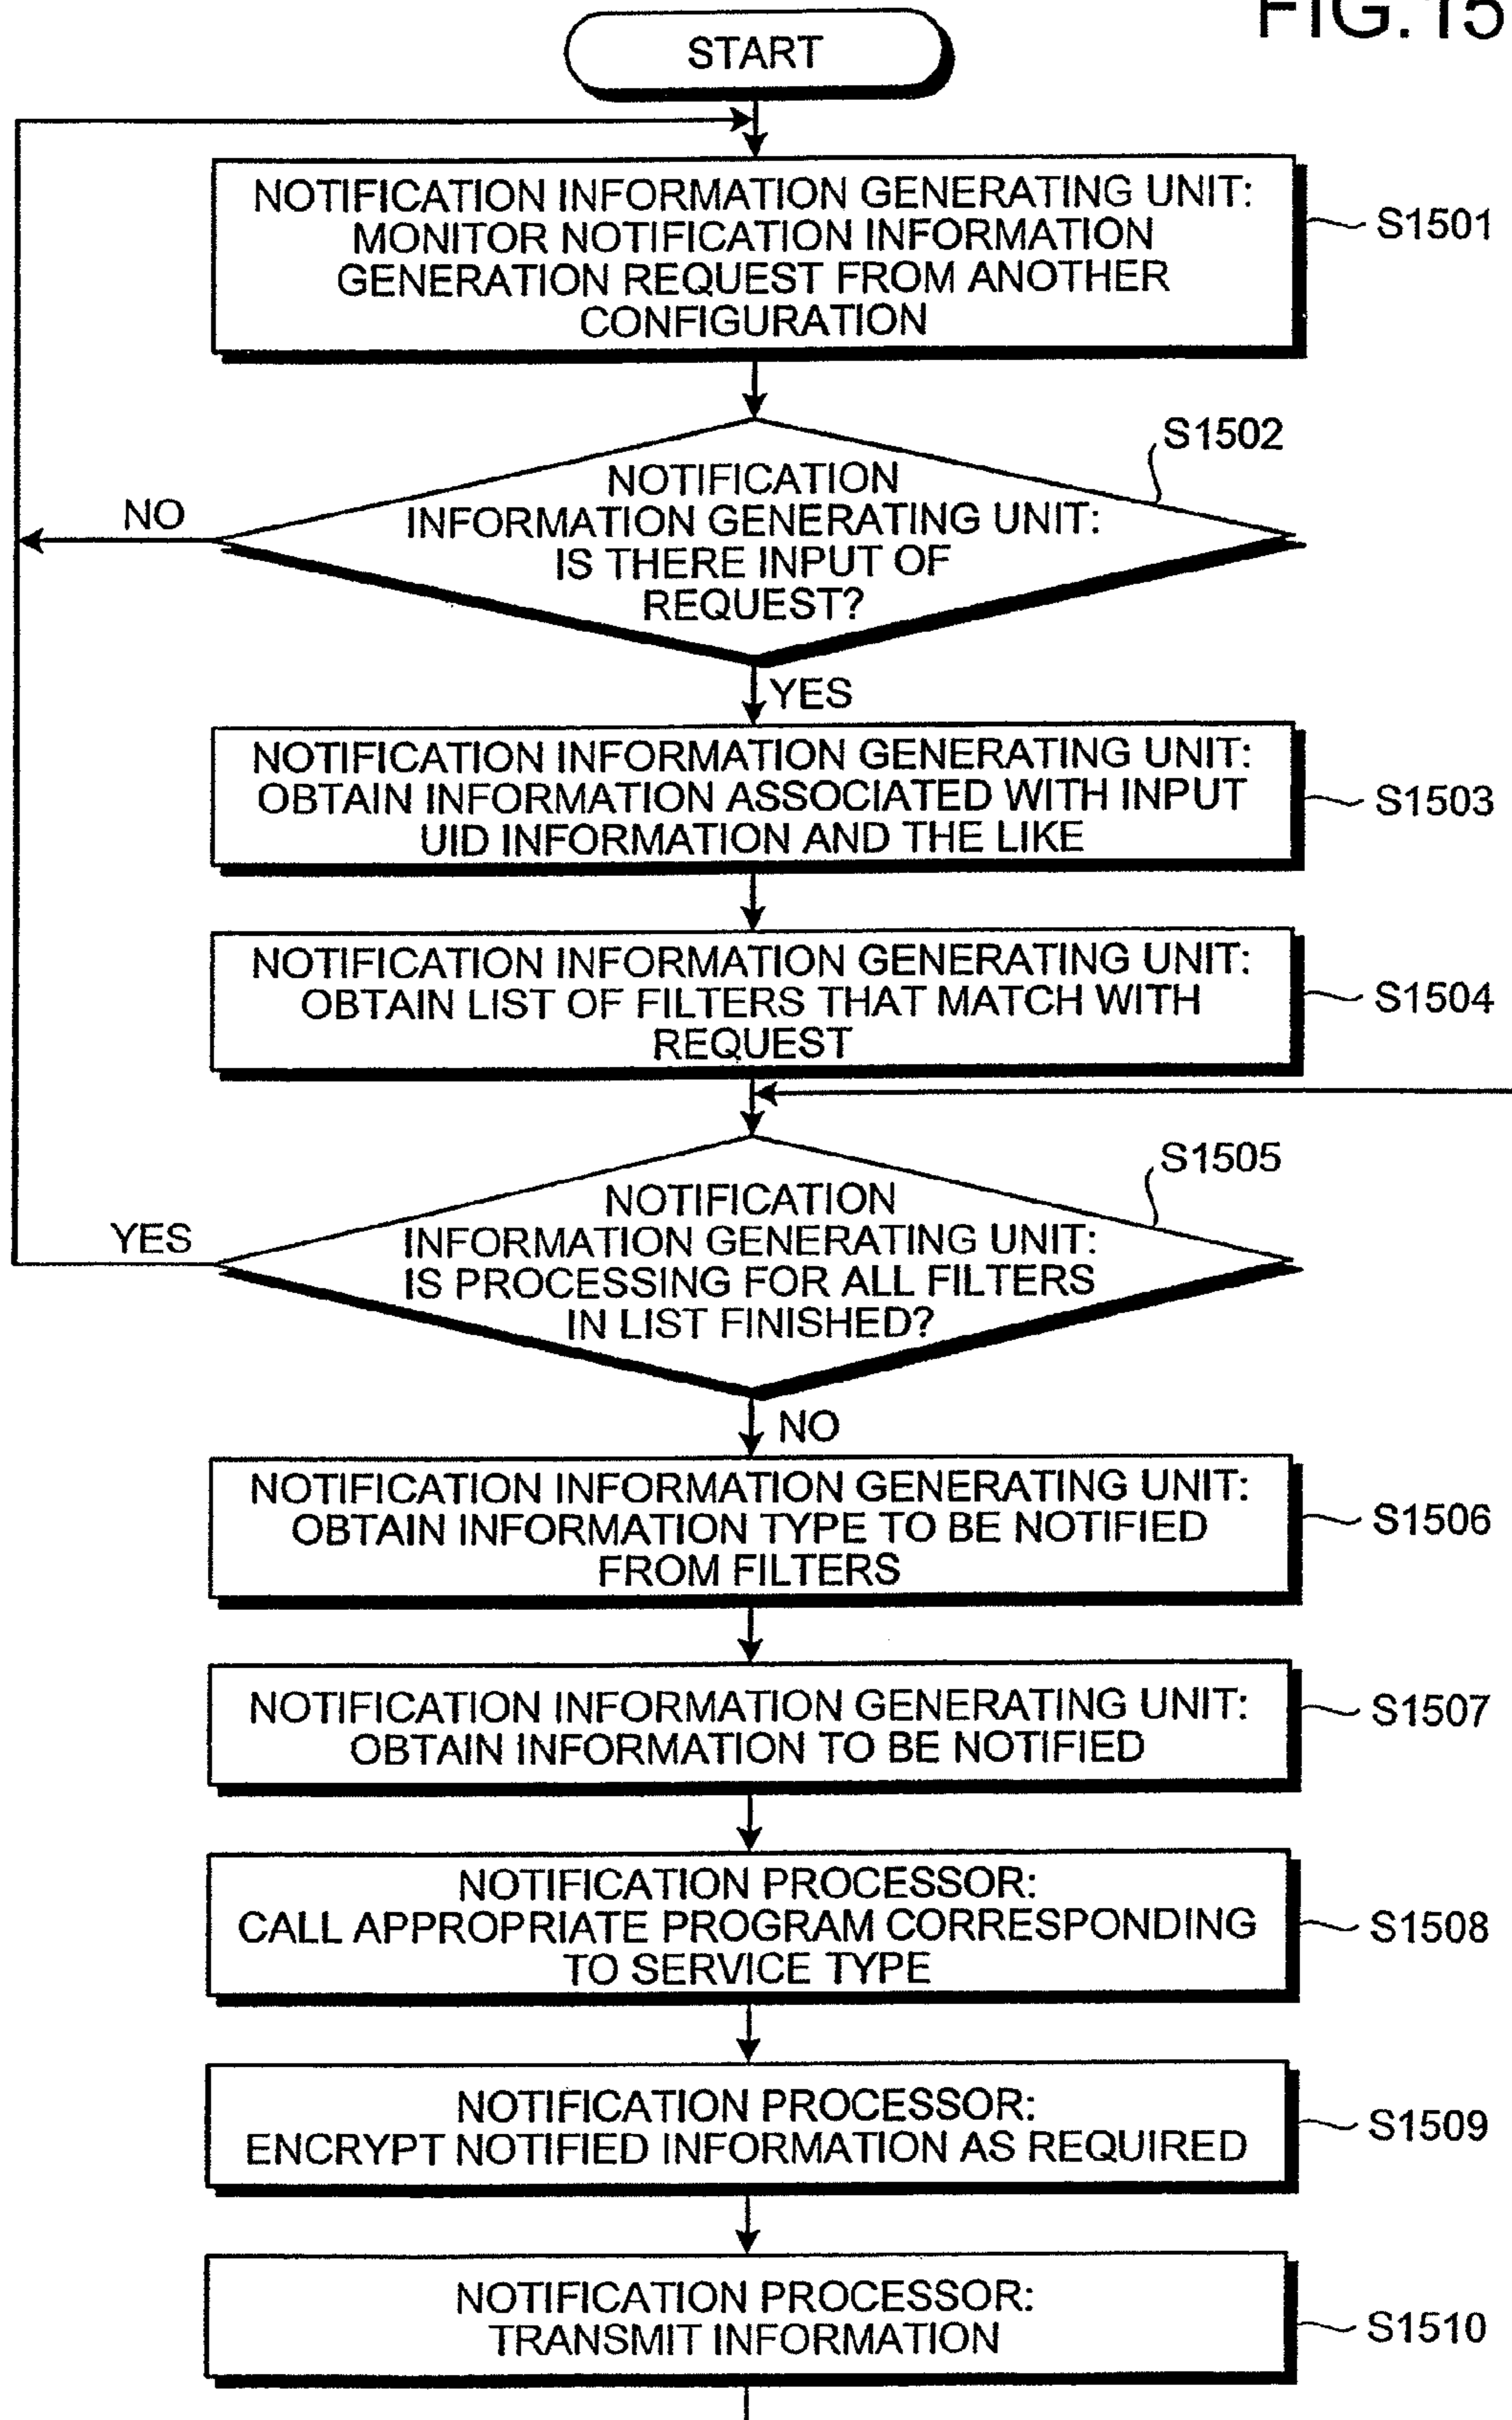 FIG.15
START
NOTIFICATION INFORMATION GENERATING UNIT:
MONITOR NOTIFICATION INFORMATION
GENERATION REQUEST FROM ANOTHER
CONFIGURATION
S1501
S1502
NOTIFICATION
INFORMATION GENERATING UNIT:
IS THERE INPUT OF
REQUEST?
NO
YES
NOTIFICATION INFORMATION GENERATING UNIT:
OBTAIN INFORMATION ASSOCIATED WITH INPUT
UID INFORMATION AND THE LIKE
S1503
NOTIFICATION INFORMATION GENERATING UNIT:
OBTAIN LIST OF FILTERS THAT MATCH WITH
REQUEST
S1504
S1505
NOTIFICATION
INFORMATION GENERATING UNIT:
IS PROCESSING FOR ALL FILTERS
IN LIST FINISHED?
YES
NO
NOTIFICATION INFORMATION GENERATING UNIT:
OBTAIN INFORMATION TYPE TO BE NOTIFIED
FROM FILTERS
S1506
NOTIFICATION INFORMATION GENERATING UNIT:
OBTAIN INFORMATION TO BE NOTIFIED
S1507
NOTIFICATION PROCESSOR:
CALL APPROPRIATE PROGRAM CORRESPONDING
TO SERVICE TYPE
S1508
NOTIFICATION PROCESSOR:
ENCRYPT NOTIFIED INFORMATION AS REQUIRED
S1509
NOTIFICATION PROCESSOR:
TRANSMIT INFORMATION
S1510